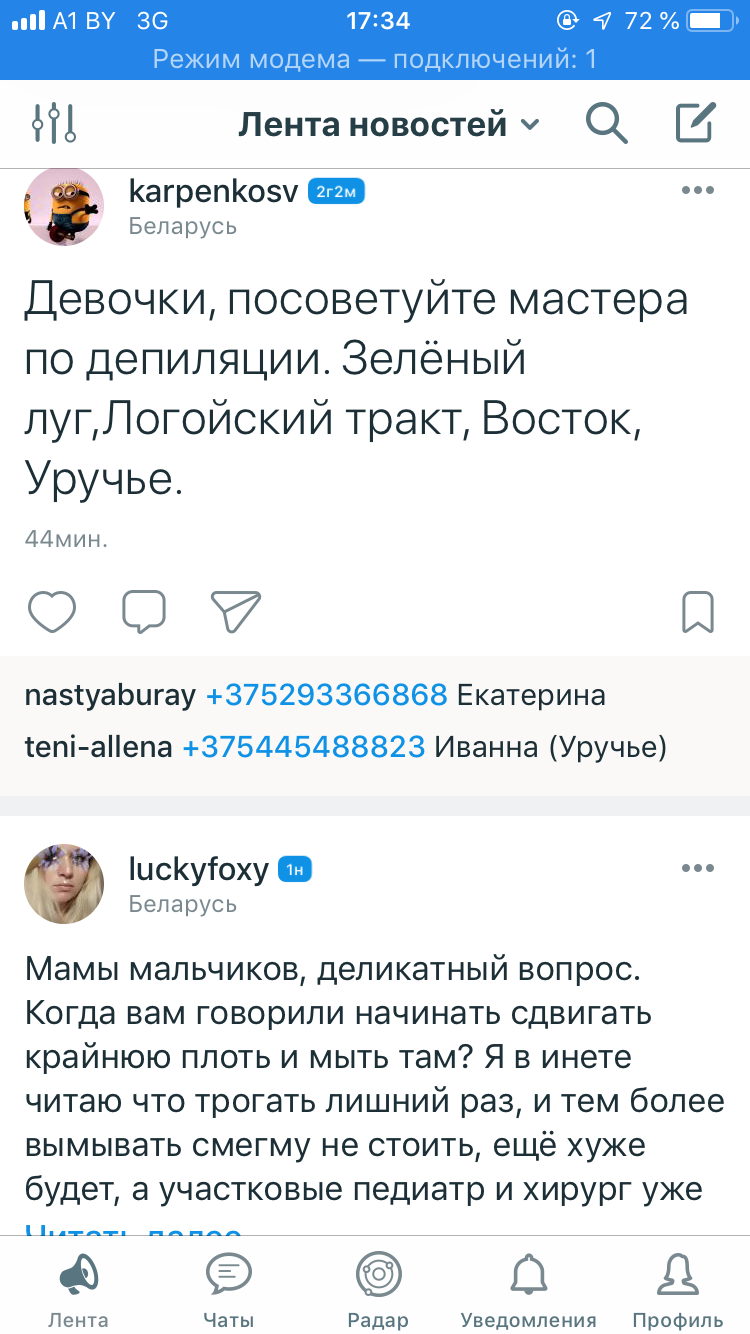 A1 BY 3G 17:34 72 %
Режим модема — подключений: 1
Лента новостей
karpenkosv 2г2м
Беларусь
Девочки, посоветуйте мастера
по депиляции. Зелёный
луг,Логойский тракт, Восток,
Уручье.
44мин.
nastyaburay +375293366868 Екатерина
teni-allena +375445488823 Иванна (Уручье)
luckyfoxy 1н
Беларусь
Мамы мальчиков, деликатный вопрос.
Когда вам говорили начинать сдвигать
крайнюю плоть и мыть там? Я в инете
читаю что трогать лишний раз, и тем более
вымывать смегму не стоить, ещё хуже
будет, а участковые педиатр и хирург уже
Читать далее
Лента Чаты Радар Уведомления Профиль